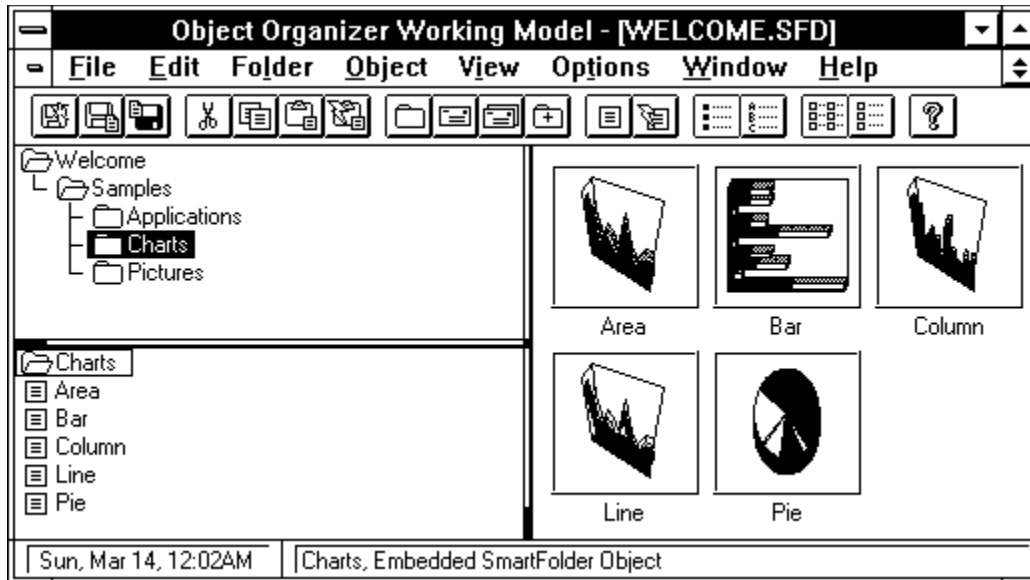 Object Organizer Working Model - [WELCOME.SFD]
File Edit Folder Object View Options Window Help
Welcome
Samples
Applications
Charts
Pictures
Charts
Area
Bar
Column
Line
Pie
Area Bar Column
Line Pie
Sun, Mar 14, 12:02AM Charts, Embedded SmartFolder Object